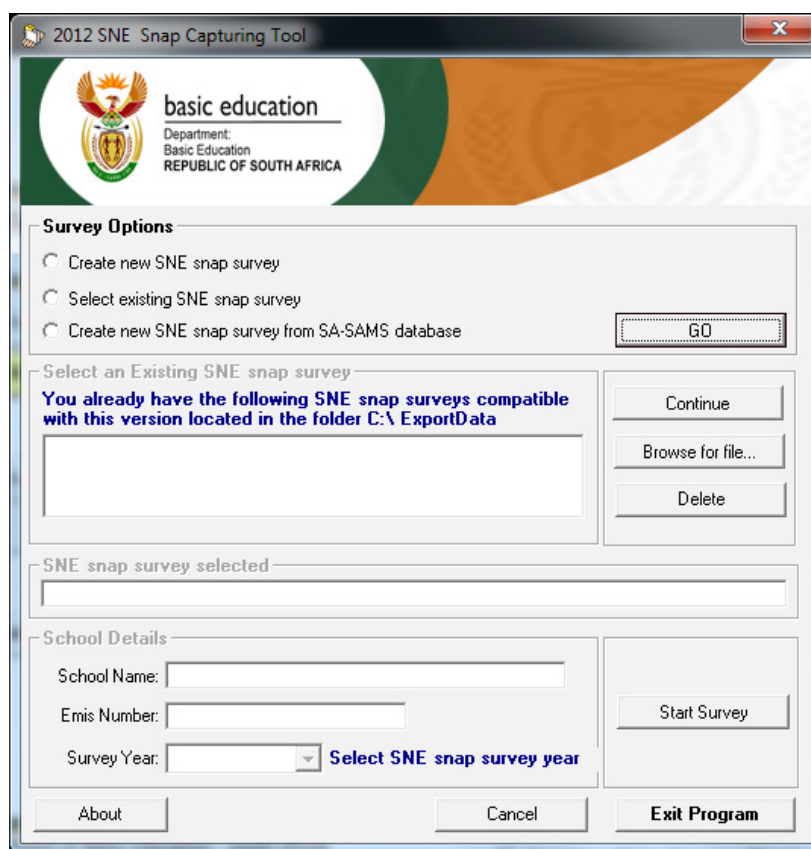 2012 SNE Snap Capturing Tool
basic education
Department:
Basic Education
REPUBLIC OF SOUTH AFRICA
Survey Options
Create new SNE snap survey
Select existing SNE snap survey
Create new SNE snap survey from SA-SAMS database
GO
Select an Existing SNE snap survey
You already have the following SNE snap surveys compatible
with this version located in the folder C:\ ExportData
Continue
Browse for file...
Delete
SNE snap survey selected
School Details
School Name:
Emis Number:
Survey Year:
Select SNE snap survey year
Start Survey
About
Cancel
Exit Program